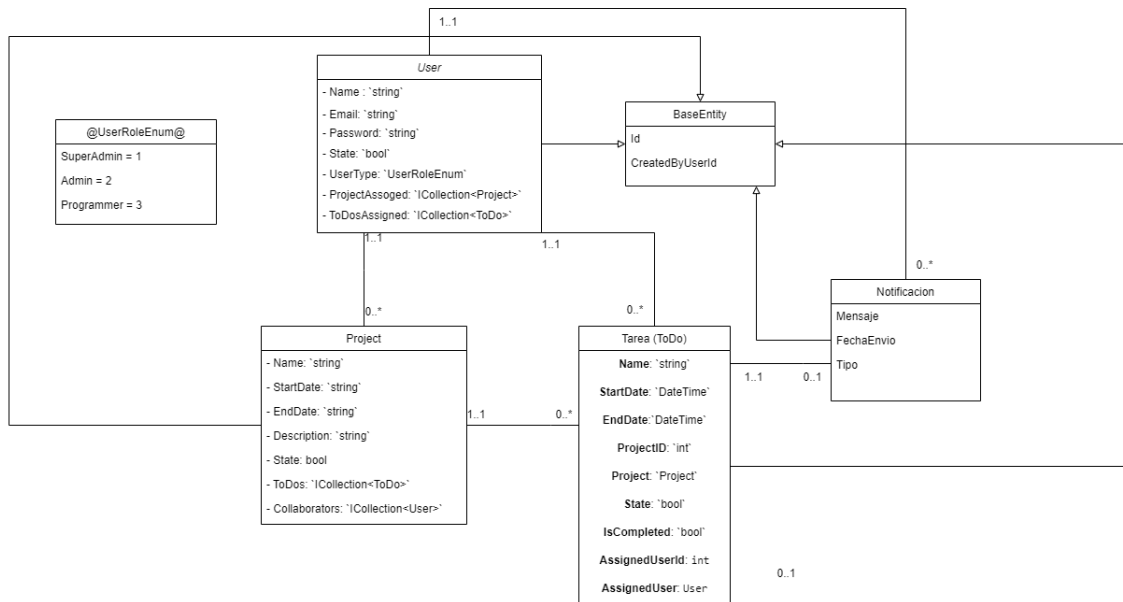 1..1
User
- Name : `string`
- Email: `string`
- Password: `string`
- State: `bool`
- UserType: `UserRoleEnum`
- ProjectAssoged: `ICollection<Project>`
- ToDosAssigned: `ICollection<ToDo>`
@UserRoleEnum@
SuperAdmin = 1
Admin = 2
Programmer = 3
BaseEntity
Id
CreatedByUserId
1..1
1..1
0..*
0..*
0..*
Notificacion
Mensaje
FechaEnvio
Tipo
Project
- Name: `string`
- StartDate: `string`
- EndDate: `string`
- Description: `string`
- State: bool
- ToDos: `ICollection<ToDo>`
- Collaborators: `ICollection<User>`
1..1
0..*
Tarea (ToDo)
Name: `string`
StartDate: `DateTime`
EndDate:`DateTime`
ProjectID: `int`
Project: `Project`
State: `bool`
IsCompleted: `bool`
AssignedUserId: int
AssignedUser: User
1..1
0..1
0..1